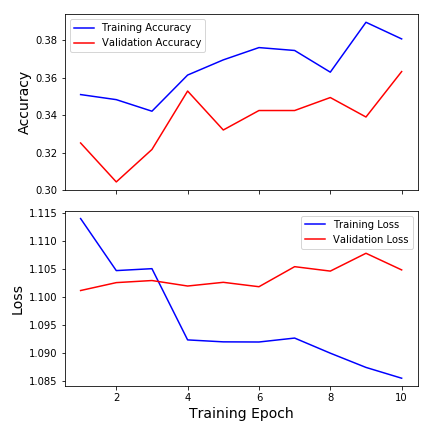 Training Accuracy
Validation Accuracy
0.38
0.36
0.34
0.32
0.30
Accuracy
1.115
1.110
1.105
1.100
1.095
1.090
1.085
Loss
Training Loss
Validation Loss
2 4 6 8 10
Training Epoch